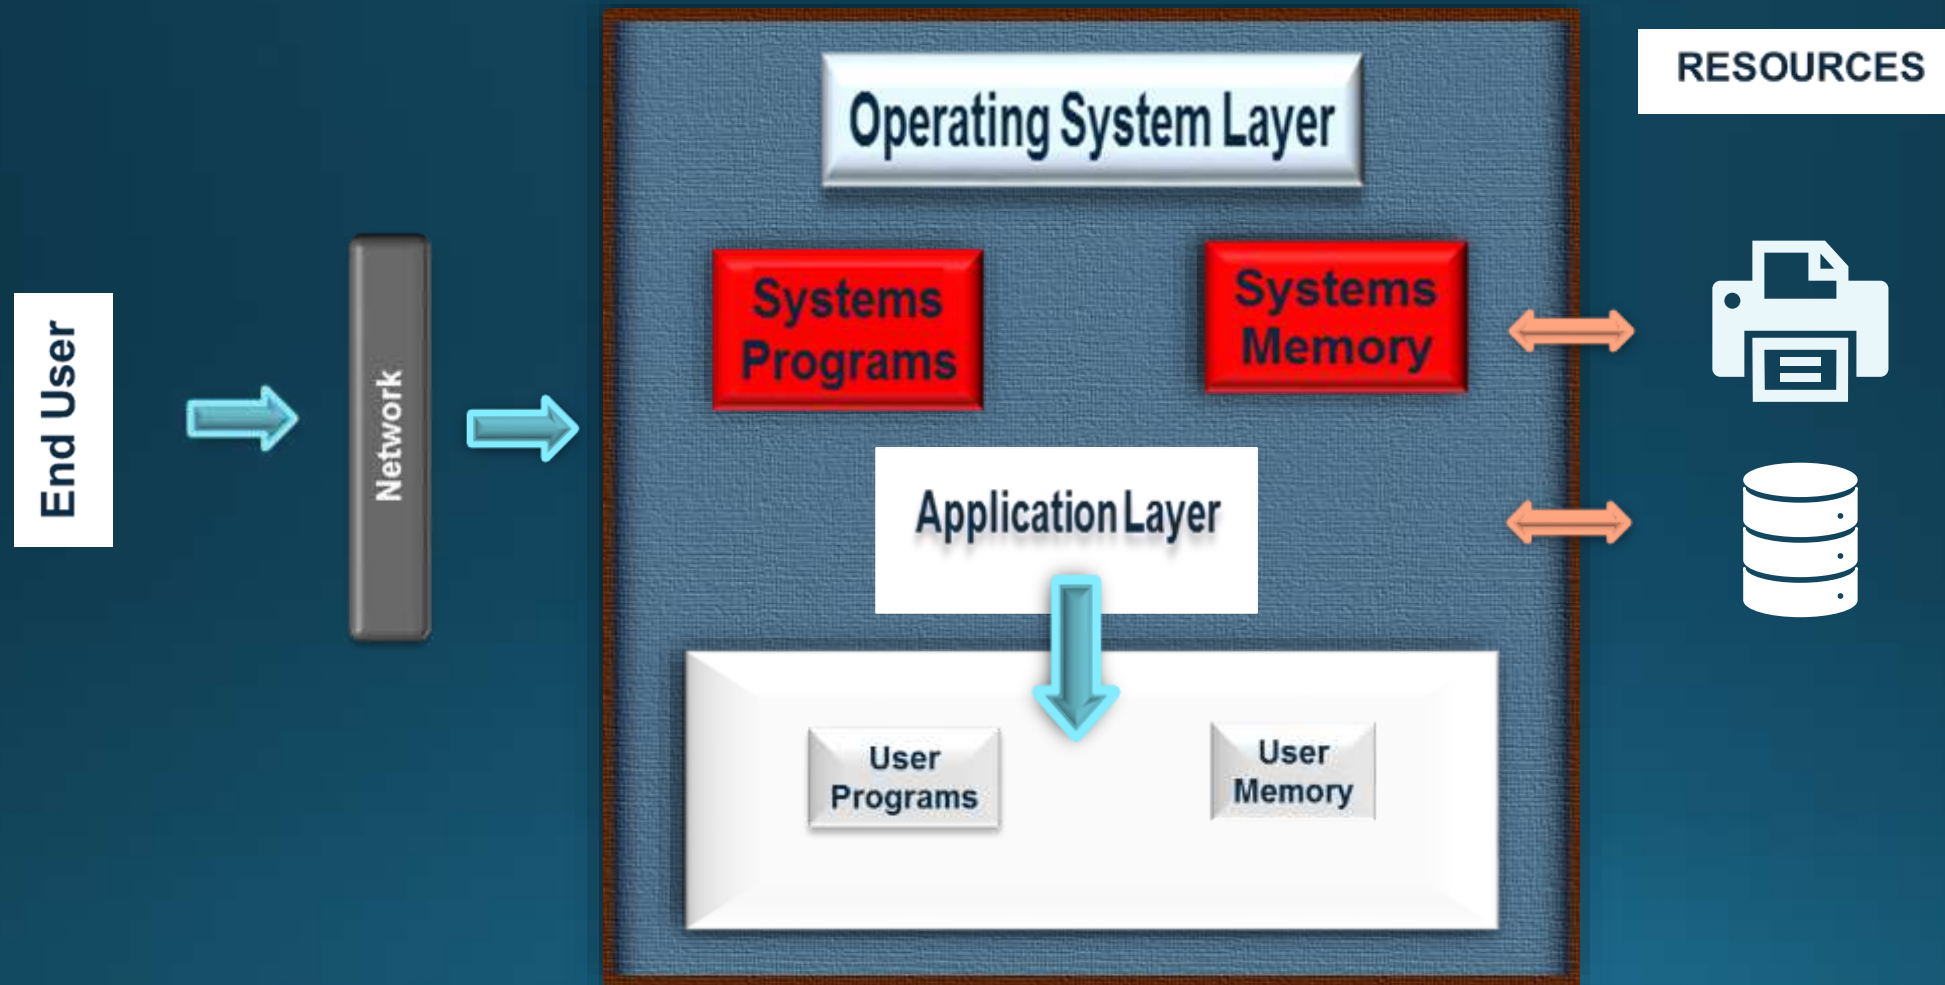 Operating System Layer
RESOURCES
Systems
Programs
Systems
Memory
End User
Network
Application Layer
User
Programs
User
Memory